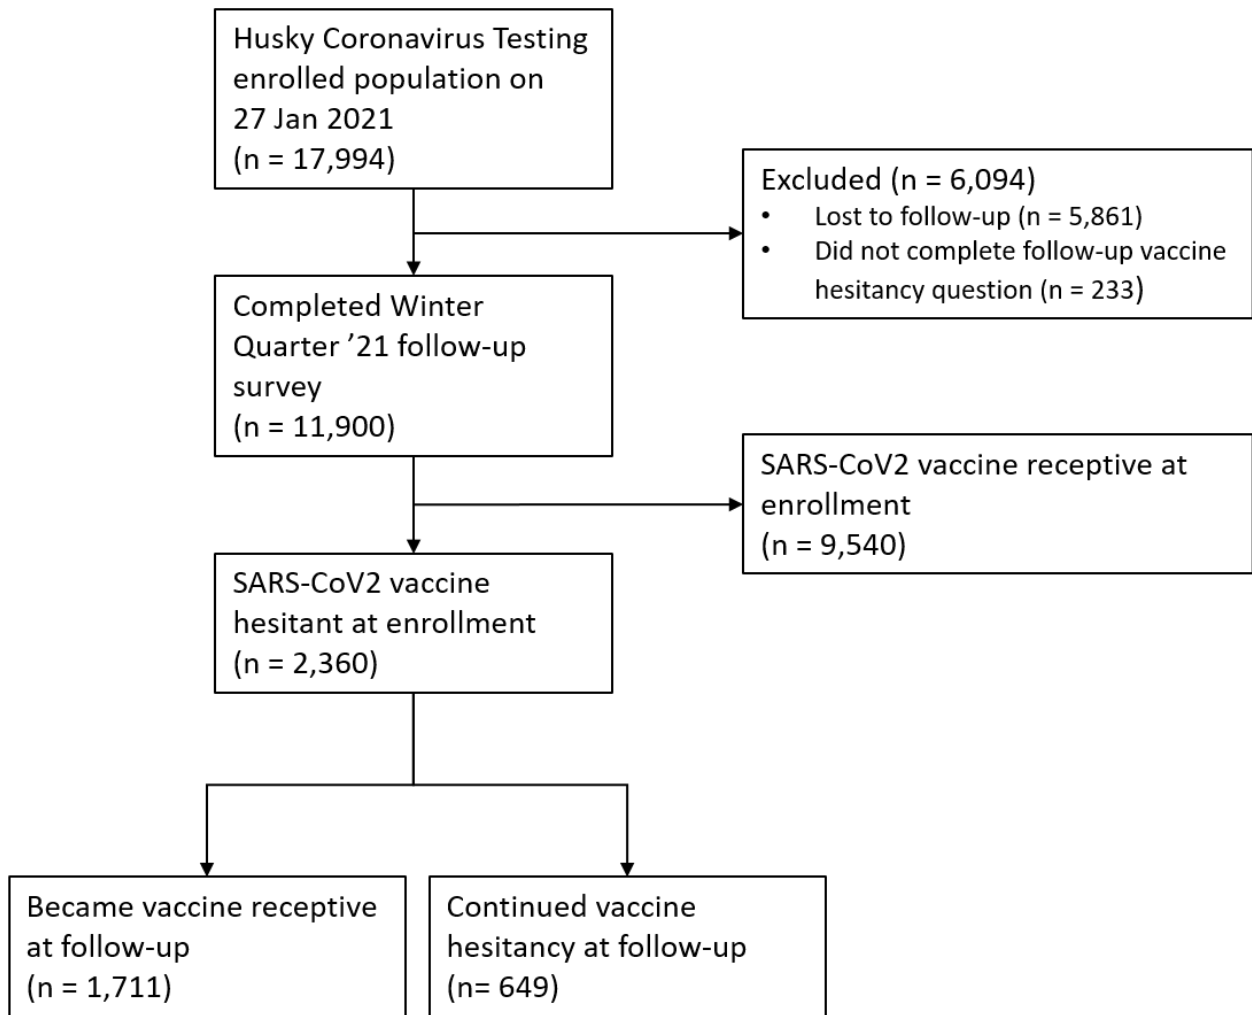 Husky Coronavirus Testing
enrolled population on
27 Jan 2021
(n = 17,994)
Excluded (n = 6,094)
• Lost to follow-up (n = 5,861)
• Did not complete follow-up vaccine
hesitancy question (n = 233)
Completed Winter
Quarter ’21 follow-up
survey
(n = 11,900)
SARS-CoV2 vaccine receptive at
enrollment
(n = 9,540)
SARS-CoV2 vaccine
hesitant at enrollment
(n = 2,360)
Became vaccine receptive
at follow-up
(n = 1,711)
Continued vaccine
hesitancy at follow-up
(n= 649)